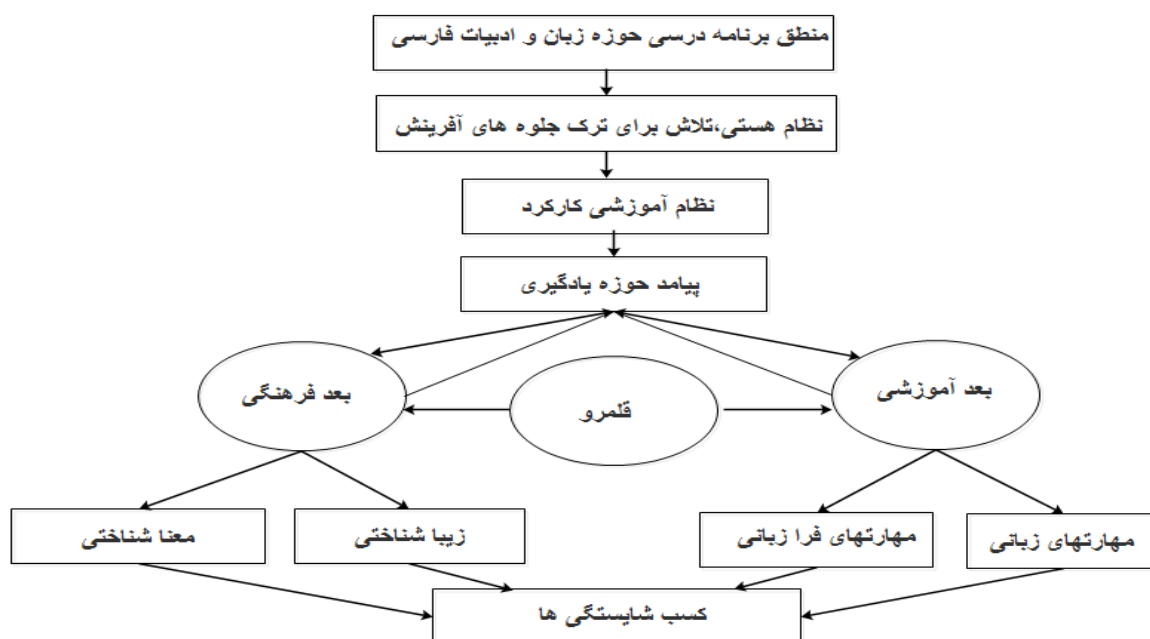 منطق برنامه درسی حوزه زبان و ادبیات فارسی
نظام هستی،تلاش برای ترک جلوه های آفرینش
نظام آموزشی کارکرد
پیامد حوزه یادگیری
بعد آموزشی
قلمرو
بعد فرهنگی
مهارتهای زبانی
مهارتهای فرا زبانی
زیبا شناختی
معنا شناختی
کسب شایستگی ها